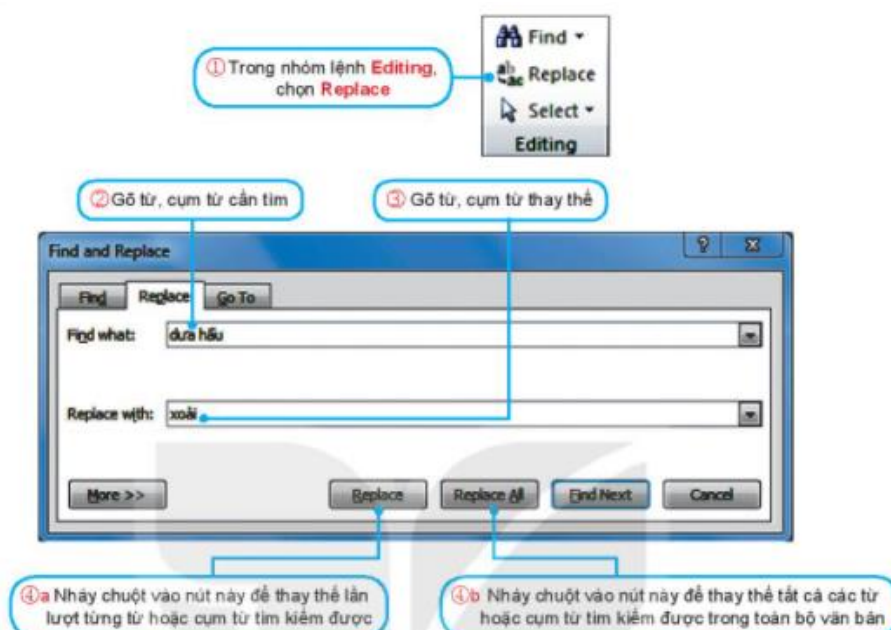 Find
① Trong nhóm lệnh Editing,
chọn Replace
Replace
Select
Editing
② Gõ từ, cụm từ cần tìm
③ Gõ từ, cụm từ thay thế
Find and Replace
Find Replace Go To
Find what: dưa hấu
Replace with: xoài
More >> Replace Replace All Find Next Cancel
④a Nháy chuột vào nút này để thay thế lần
lượt từng từ hoặc cụm từ tìm kiếm được
④b Nháy chuột vào nút này để thay thế tất cả các từ
hoặc cụm từ tìm kiếm được trong toàn bộ văn bản